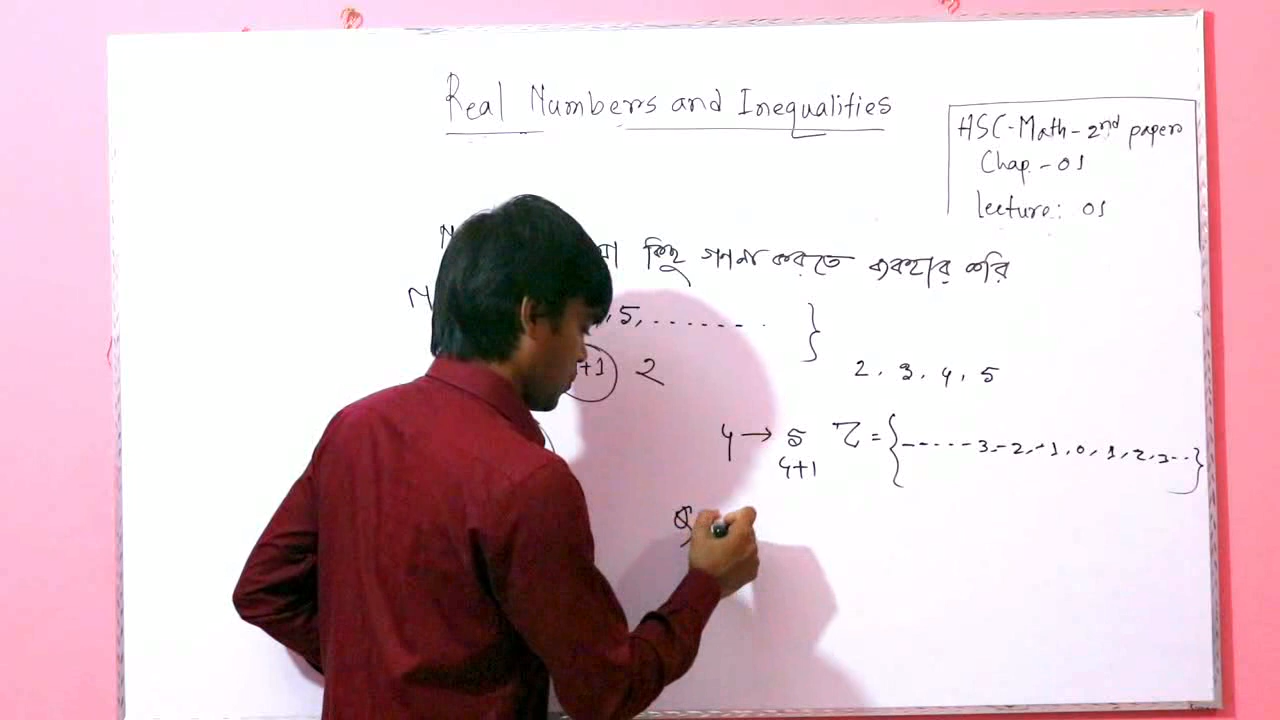 Real Numbers and Inequalities
HSC-Math-2nd paper
Chap-01
lecture: 01
N
কিছু গণনা করতে ব্যবহার করি
N , 5, ........ }
+1 2
2, 3, 4, 5
4 → 5
4+1
Z = {-----3,-2,-1,0,1,2,3..}